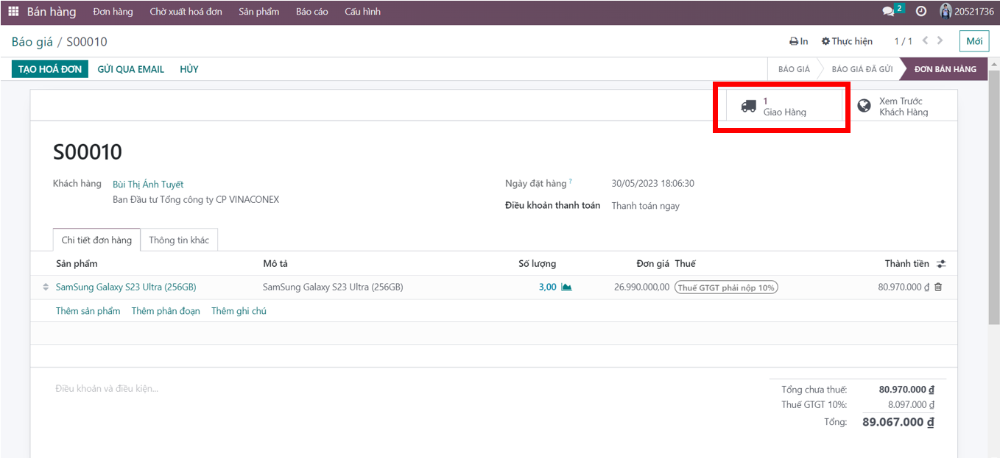 Bán hàng Đơn hàng Chờ xuất hoá đơn Sản phẩm Báo cáo Cấu hình 2 20521736
Báo giá / S00010 In Thực hiện 1 / 1 Mới
TẠO HOÁ ĐƠN GỬI QUA EMAIL HỦY BÁO GIÁ BÁO GIÁ ĐÃ GỬI ĐƠN BÁN HÀNG
1
Giao Hàng
Xem Trước
Khách Hàng
S00010
Khách hàng Bùi Thị Ánh Tuyết
Ban Đầu tư Tổng công ty CP VINACONEX
Ngày đặt hàng ? 30/05/2023 18:06:30
Điều khoản thanh toán Thanh toán ngay
Chi tiết đơn hàng Thông tin khác
Sản phẩm Mô tả Số lượng Đơn giá Thuế Thành tiền
SamSung Galaxy S23 Ultra (256GB) SamSung Galaxy S23 Ultra (256GB) 3,00 26.990.000,00 Thuế GTGT phải nộp 10% 80.970.000 ₫
Thêm sản phẩm Thêm phân đoạn Thêm ghi chú
Điều khoản và điều kiện...
Tổng chưa thuế: 80.970.000 ₫
Thuế GTGT 10%: 8.097.000 ₫
Tổng: 89.067.000 ₫